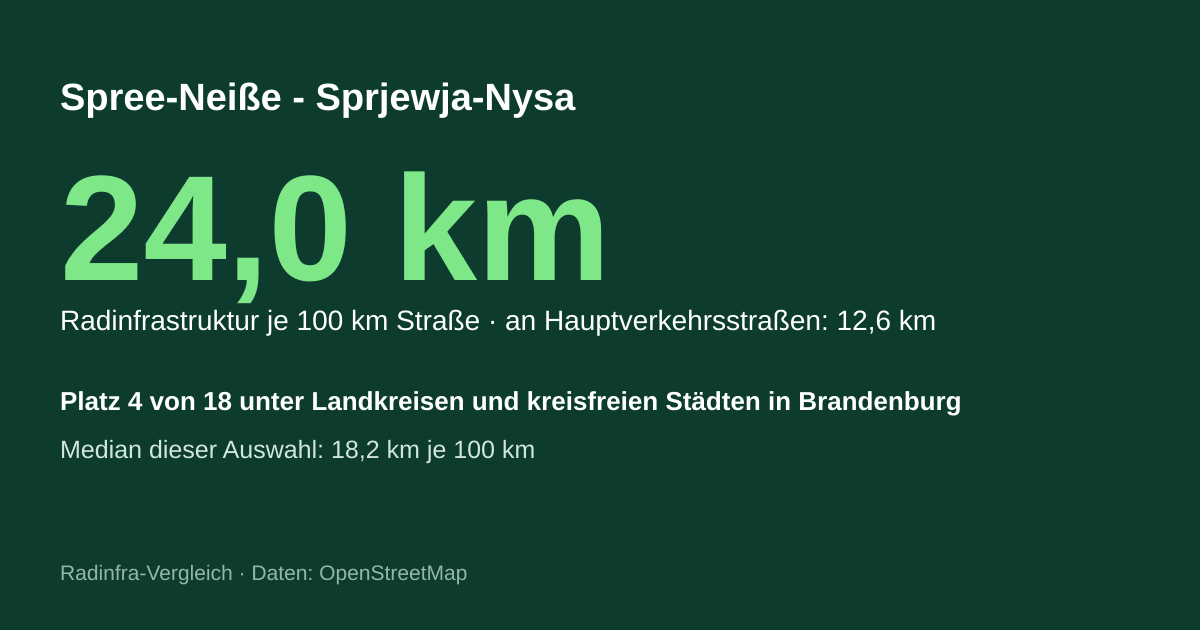 Spree-Neiße - Sprjewja-Nysa
24,0 km
Radinfrastruktur je 100 km Straße · an Hauptverkehrsstraßen: 12,6 km
Platz 4 von 18 unter Landkreisen und kreisfreien Städten in Brandenburg
Median dieser Auswahl: 18,2 km je 100 km
Radinfra-Vergleich · Daten: OpenStreetMap